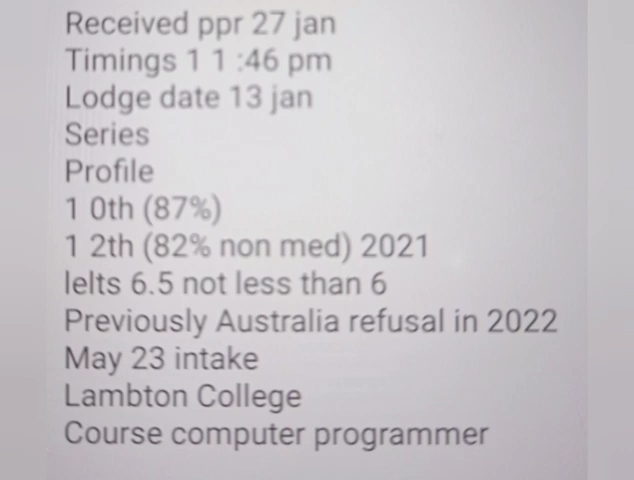 Received ppr 27 jan
Timings 1 1 :46 pm
Lodge date 13 jan
Series
Profile
1 0th (87%)
1 2th (82% non med) 2021
Ielts 6.5 not less than 6
Previously Australia refusal in 2022
May 23 intake
Lambton College
Course computer programmer